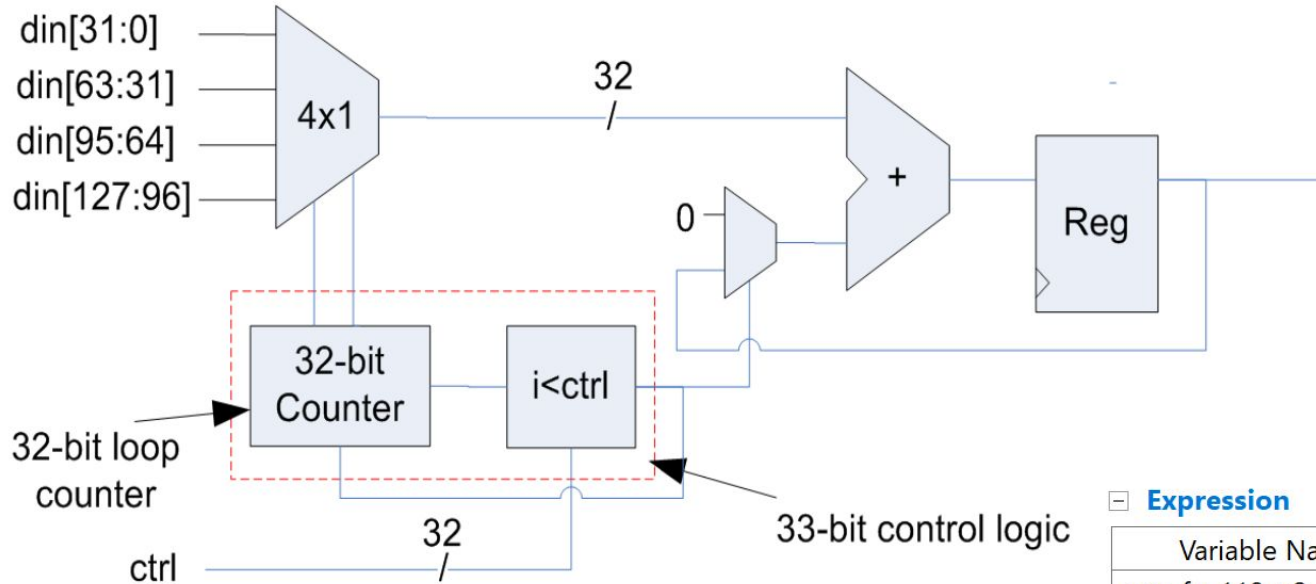 din[31:0]
din[63:31]
din[95:64]
din[127:96]
4x1
32
0
+
Reg
32-bit
Counter
i<ctrl
32-bit loop
counter
33-bit control logic
32
ctrl
Expression
Variable Na